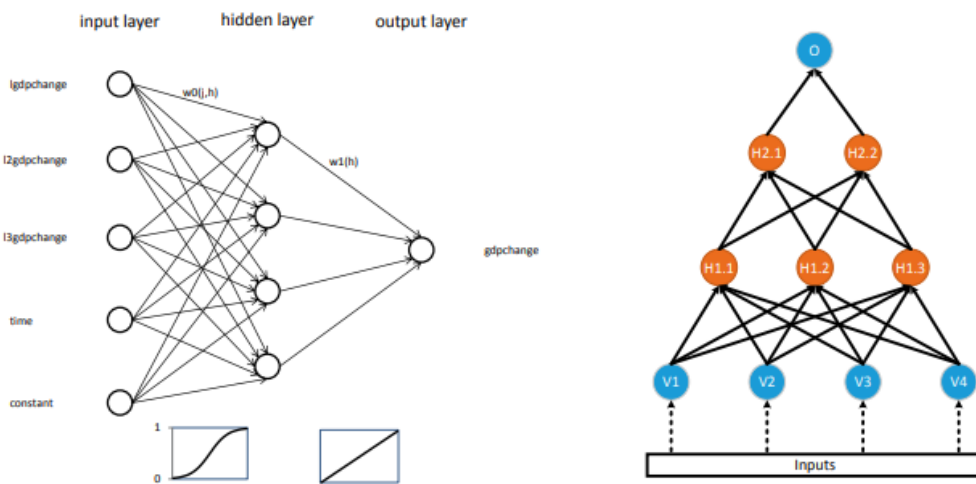 input layer
hidden layer
output layer
lgdpchange
l2gdpchange
l3gdpchange
time
constant
w0(j,h)
w1(h)
gdpchange
1
0
O
H2.1
H2.2
H1.1
H1.2
H1.3
V1
V2
V3
V4
Inputs